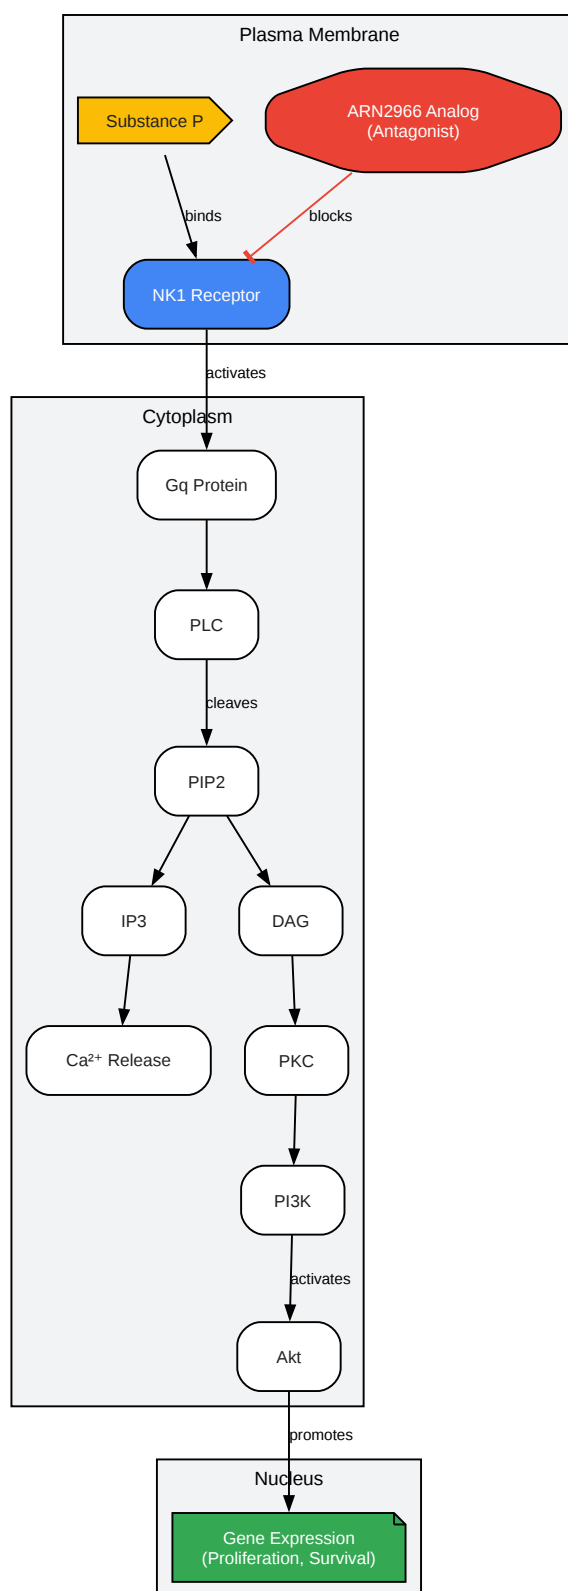 Plasma Membrane
Substance P
ARN2966 Analog
(Antagonist)
binds
blocks
NK1 Receptor
activates
Cytoplasm
Gq Protein
PLC
cleaves
PIP2
IP3
DAG
Ca²⁺ Release
PKC
PI3K
activates
Akt
promotes
Nucleus
Gene Expression
(Proliferation, Survival)